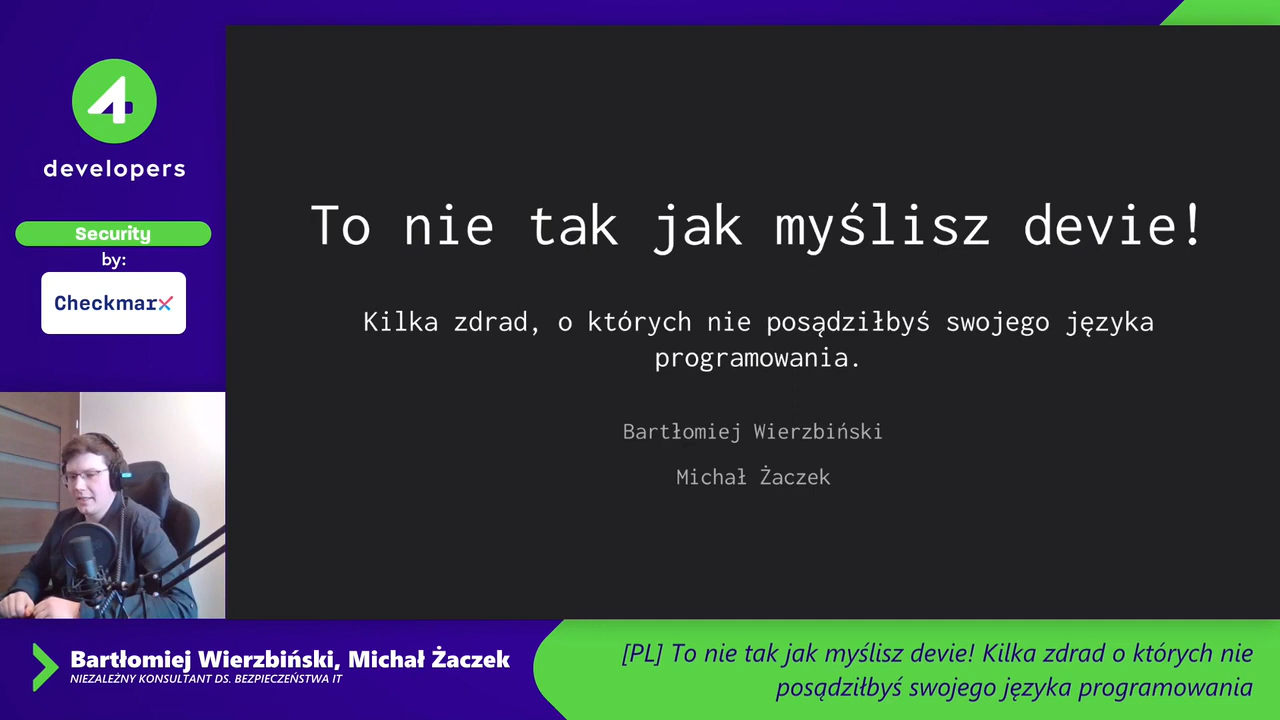 4
developers
Security
by:
Checkmarx
To nie tak jak myślisz devie!
Kilka zdrad, o których nie posądziłbyś swojego języka
programowania.
Bartłomiej Wierzbiński
Michał Żaczek
Bartłomiej Wierzbiński, Michał Żaczek
NIEZALEŻNY KONSULTANT DS. BEZPIECZEŃSTWA IT
[PL] To nie tak jak myślisz devie! Kilka zdrad o których nie
posądziłbyś swojego języka programowania